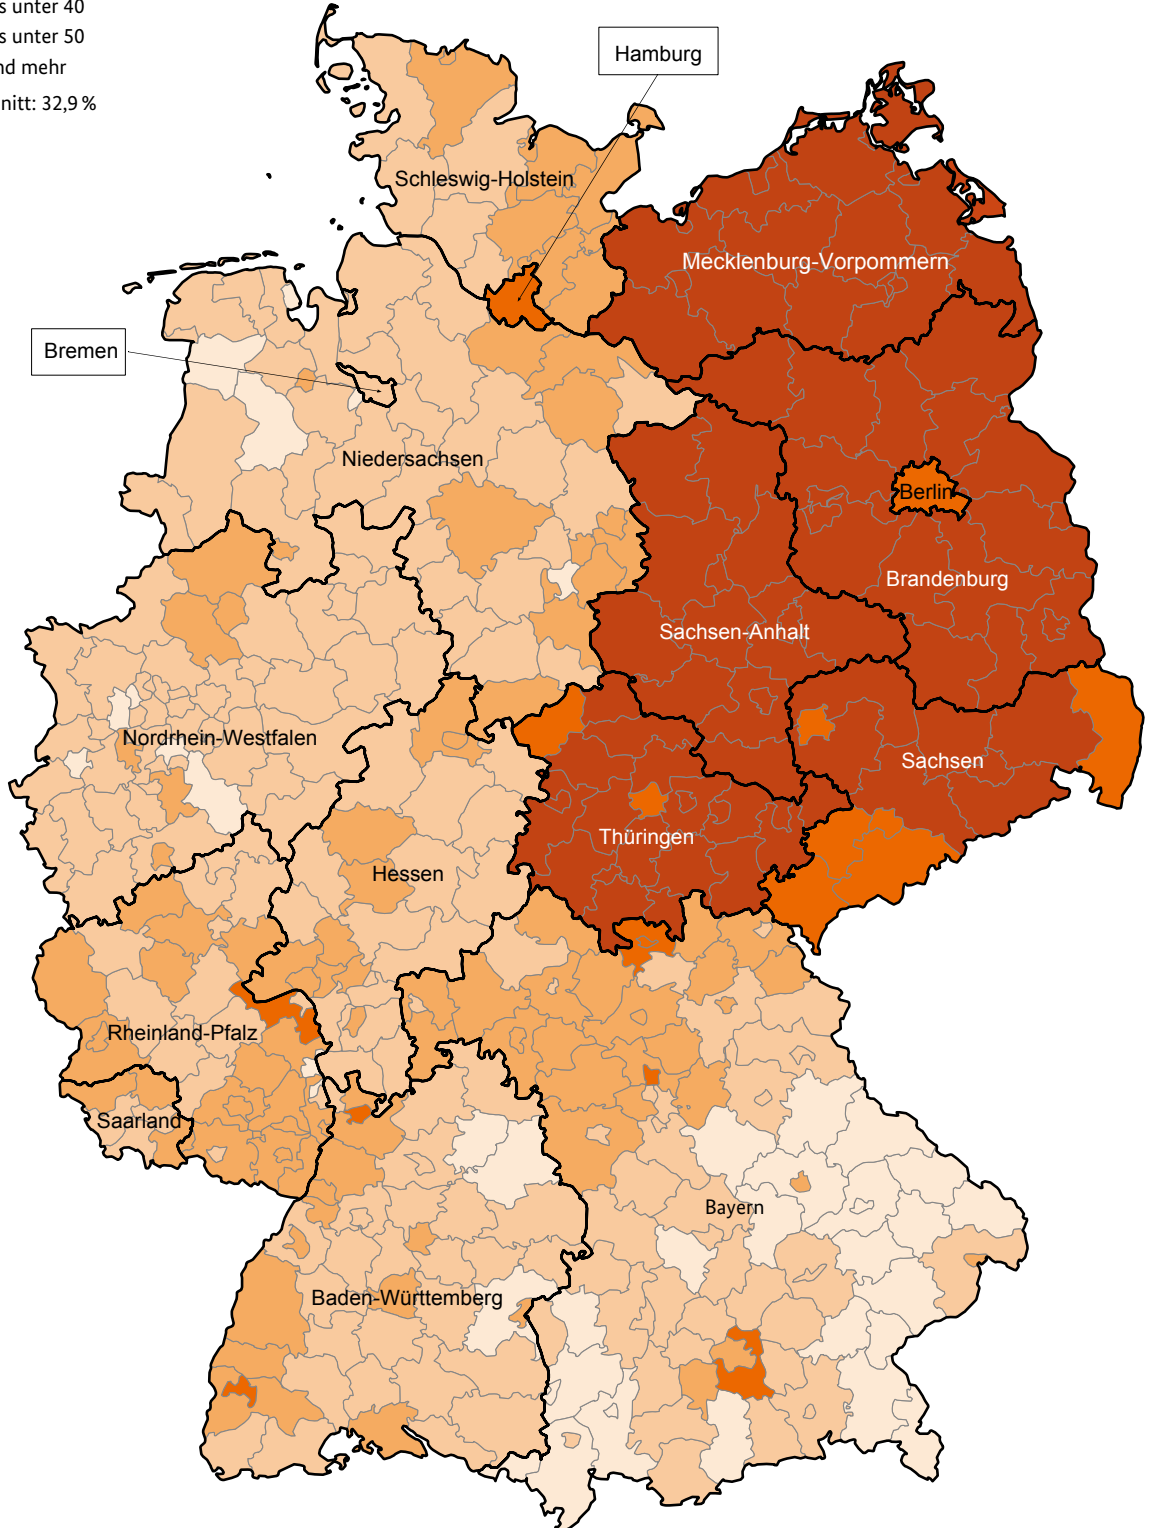 s unter 40
s unter 50
nd mehr
nitt: 32,9 %
Hamburg
Schleswig-Holstein
Mecklenburg-Vorpommern
Bremen
Niedersachsen
Berlin
Brandenburg
Sachsen-Anhalt
Nordrhein-Westfalen
Sachsen
Thüringen
Hessen
Rheinland-Pfalz
Saarland
Bayern
Baden-Württemberg